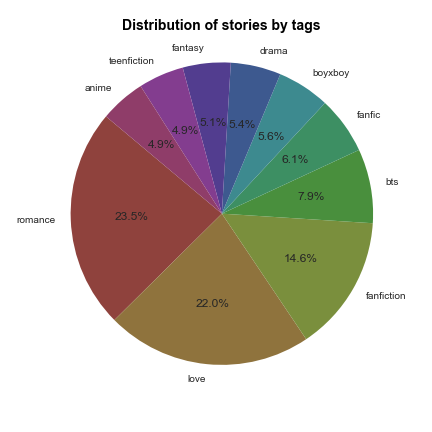 Distribution of stories by tags
fantasy
drama
teenfiction
boyxboy
anime
fanfic
5.1%
5.4%
4.9%
5.6%
4.9%
6.1%
bts
7.9%
romance
23.5%
14.6%
fanfiction
22.0%
love